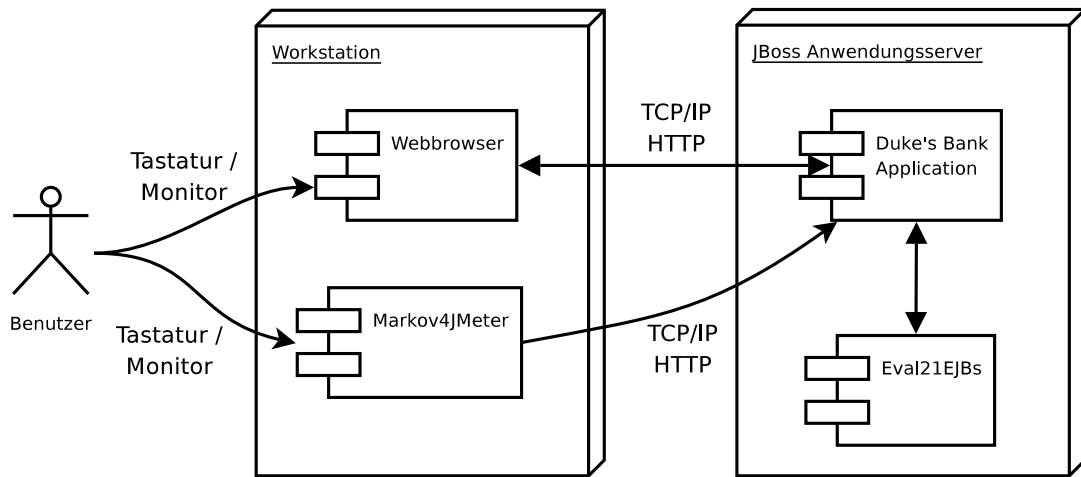 Workstation
JBoss Anwendungsserver
Webbrowser
TCP/IP
HTTP
Duke's Bank
Application
Tastatur /
Monitor
Benutzer
Tastatur /
Monitor
Markov4JMeter
TCP/IP
HTTP
Eval21EJBs